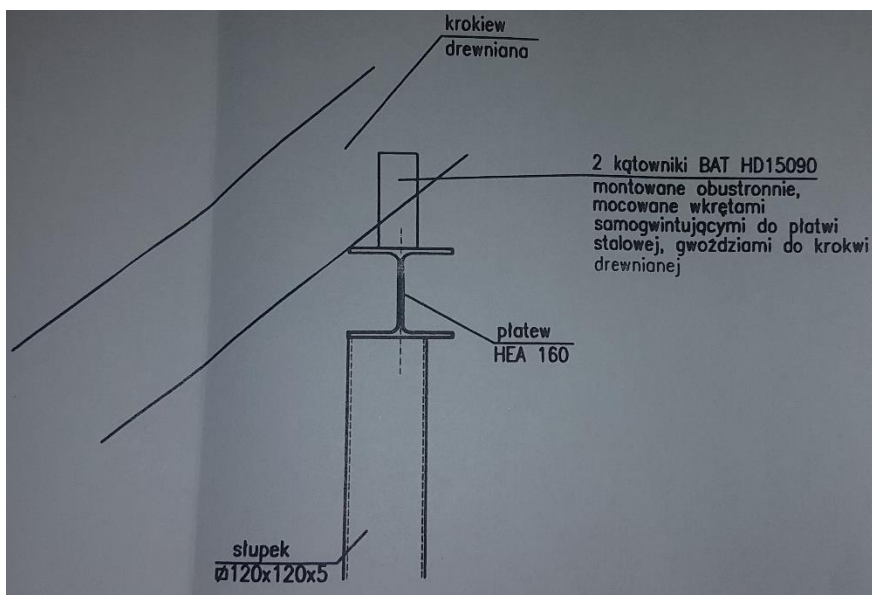 krokiew
drewniana
2 kątowniki BAT HD15090
montowane obustronnie,
mocowane wkrętami
samogwintującymi do płatwi
stalowej, gwoździami do krokwi
drewnianej
płatew
HEA 160
słupek
⌀120x120x5